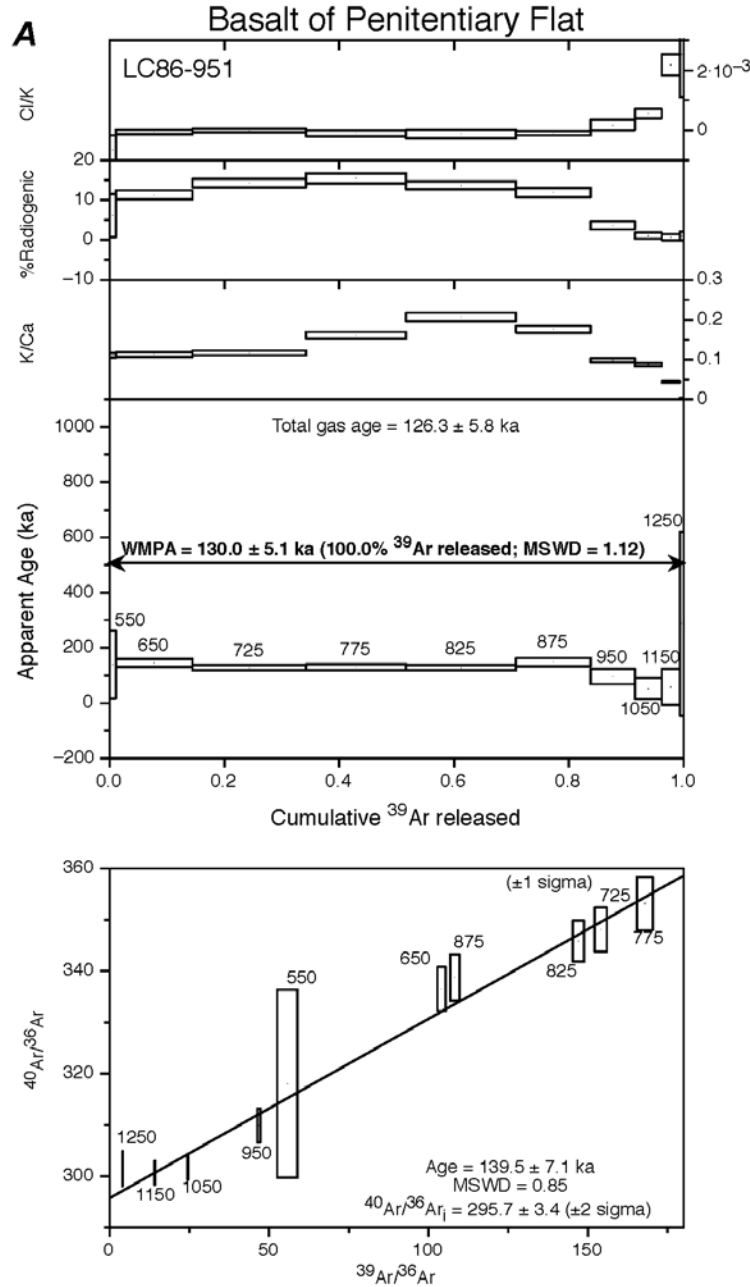 A
Basalt of Penitentiary Flat
LC86-951
Cl/K
2·10⁻³
0
%Radiogenic
20
10
0
−10
K/Ca
0.3
0.2
0.1
0
Total gas age = 126.3 ± 5.8 ka
Apparent Age (ka)
1000
800
600
400
200
0
−200
WMPA = 130.0 ± 5.1 ka (100.0% ³⁹Ar released; MSWD = 1.12)
1250
550
650
725
775
825
875
950
1150
1050
0.0 0.2 0.4 0.6 0.8 1.0
Cumulative ³⁹Ar released
⁴⁰Ar/³⁶Ar
360
340
320
300
(±1 sigma)
725
775
825
875
650
550
950
1250
1150
1050
Age = 139.5 ± 7.1 ka
MSWD = 0.85
⁴⁰Ar/³⁶Arᵢ = 295.7 ± 3.4 (±2 sigma)
0 50 100 150
³⁹Ar/³⁶Ar